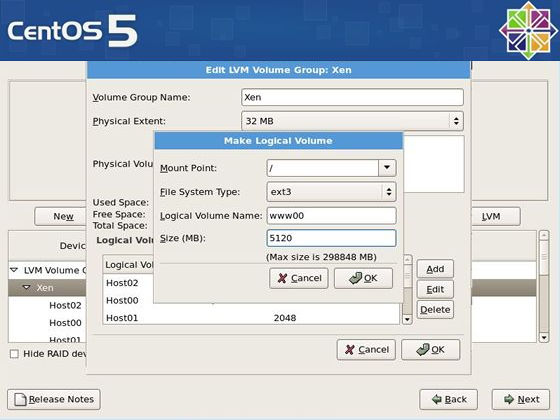 CentOS 5
Edit LVM Volume Group: Xen
Volume Group Name: Xen
Physical Extent: 32 MB
Make Logical Volume
Mount Point: /
Physical Volu
File System Type: ext3
Used Space:
Logical Volume Name: www00
Free Space:
New
LVM
Total Space:
Size (MB): 5120
Logical Volu
Devic
(Max size is 298848 MB)
Logical Vol
Add
LVM Volume G
Cancel
OK
Host02
Xen
Edit
Host00
Host02
Delete
Host01 2048
Host00
Host01
Hide RAID dev
Cancel
OK
Release Notes
Back
Next